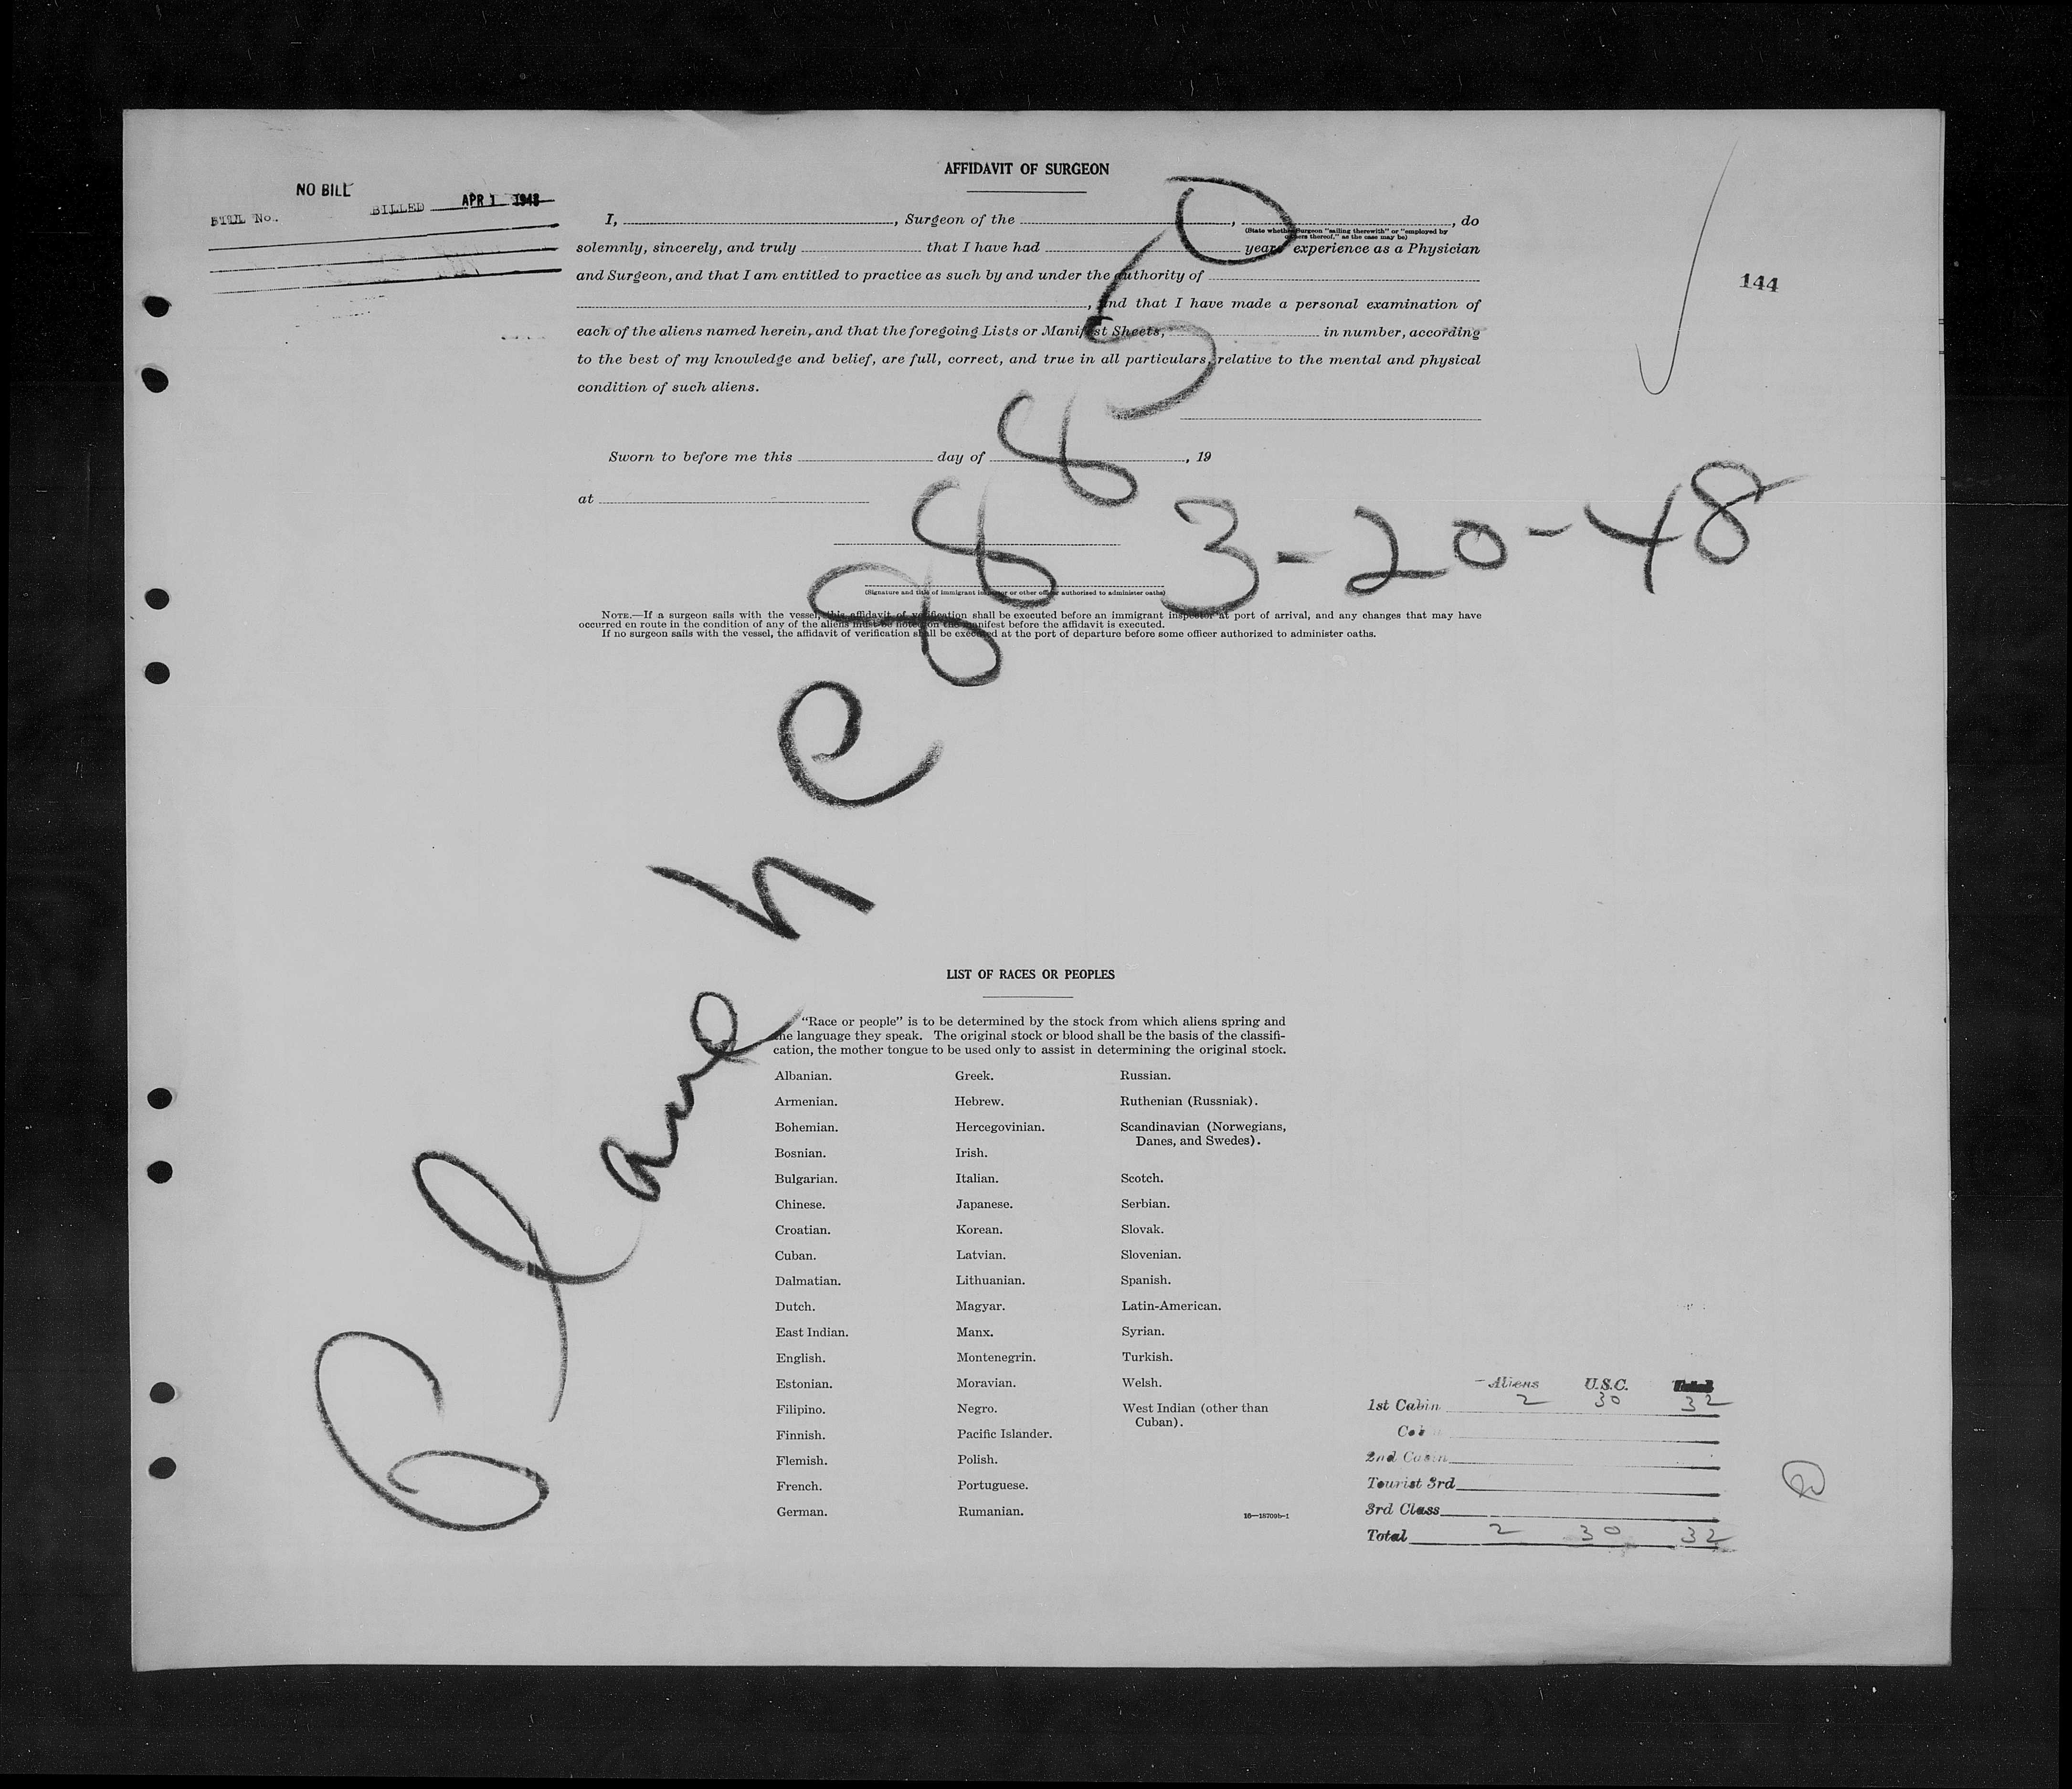 AFFIDAVIT OF SURGEON
NO BILL
BILL No.
BILLED APR 1 1948
I, , Surgeon of the , , do
(State whether Surgeon "sailing therewith" or "employed by
owners thereof," as the case may be)
solemnly, sincerely, and truly that I have had years experience as a Physician
and Surgeon, and that I am entitled to practice as such by and under the authority of
, and that I have made a personal examination of
each of the aliens named herein, and that the foregoing Lists or Manifest Sheets, in number, according
to the best of my knowledge and belief, are full, correct, and true in all particulars, relative to the mental and physical
condition of such aliens.
144
Sworn to before me this day of , 19
at
(Signature and title of immigrant inspector or other officer authorized to administer oaths)
NOTE.—If a surgeon sails with the vessel, this affidavit of verification shall be executed before an immigrant inspector at port of arrival, and any changes that may have
occurred en route in the condition of any of the aliens must be noted on the manifest before the affidavit is executed.
If no surgeon sails with the vessel, the affidavit of verification shall be executed at the port of departure before some officer authorized to administer oaths.
Plane 88850
3-20-48
LIST OF RACES OR PEOPLES
"Race or people" is to be determined by the stock from which aliens spring and
the language they speak. The original stock or blood shall be the basis of the classifi-
cation, the mother tongue to be used only to assist in determining the original stock.
Albanian. Greek. Russian.
Armenian. Hebrew. Ruthenian (Russniak).
Bohemian. Hercegovinian. Scandinavian (Norwegians,
Danes, and Swedes).
Bosnian. Irish.
Bulgarian. Italian. Scotch.
Chinese. Japanese. Serbian.
Croatian. Korean. Slovak.
Cuban. Latvian. Slovenian.
Dalmatian. Lithuanian. Spanish.
Dutch. Magyar. Latin-American.
East Indian. Manx. Syrian.
English. Montenegrin. Turkish.
Estonian. Moravian. Welsh.
Filipino. Negro. West Indian (other than
Cuban).
Finnish. Pacific Islander.
Flemish. Polish.
French. Portuguese.
German. Rumanian.
16—15709b-1
Aliens U.S.C. Total
1st Cabin 2 30 32
2nd Cabin
Tourist 3rd
3rd Class
Total 2 30 32